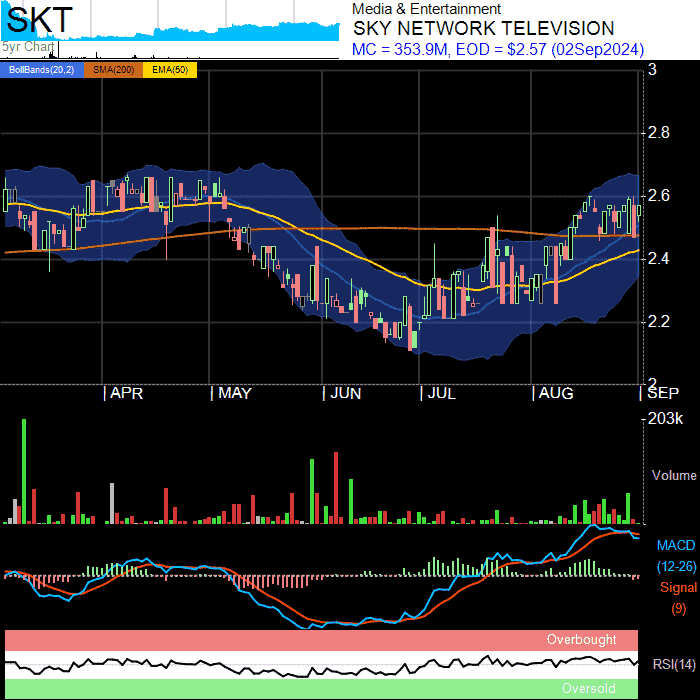 SKT
5yr Chart
Media & Entertainment
SKY NETWORK TELEVISION
MC = 353.9M, EOD = $2.57 (02Sep2024)
BollBands(20,2) SMA(200) EMA(50)
3
2.8
2.6
2.4
2.2
2
APR MAY JUN JUL AUG SEP
203k
Volume
MACD
(12-26)
Signal
(9)
Overbought
RSI(14)
Oversold